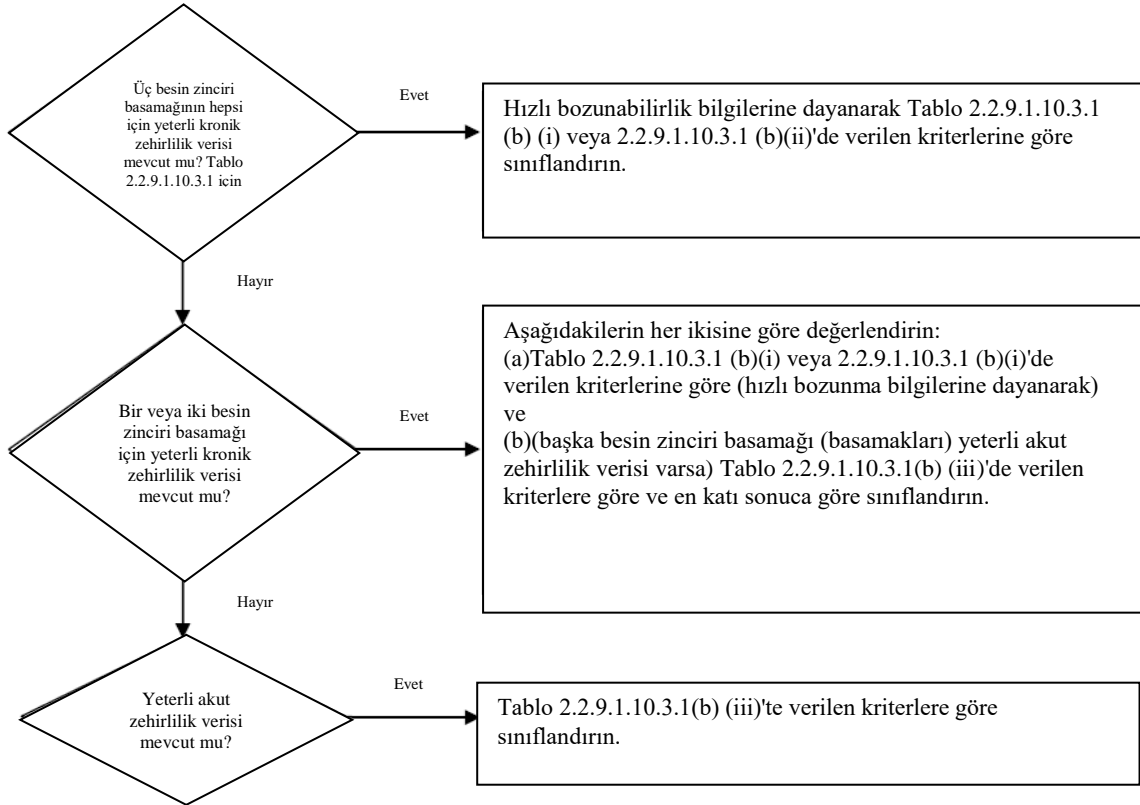 Üç besin zinciri
basamağının hepsi
için yeterli kronik
zehirlilik verisi
mevcut mu? Tablo
2.2.9.1.10.3.1 için
Evet
Hızlı bozunabilirlik bilgilerine dayanarak Tablo 2.2.9.1.10.3.1
(b) (i) veya 2.2.9.1.10.3.1 (b)(ii)'de verilen kriterlerine göre
sınıflandırın.
Hayır
Bir veya iki besin
zinciri basamağı
için yeterli kronik
zehirlilik verisi
mevcut mu?
Evet
Aşağıdakilerin her ikisine göre değerlendirin:
(a)Tablo 2.2.9.1.10.3.1 (b)(i) veya 2.2.9.1.10.3.1 (b)(i)'de
verilen kriterlerine göre (hızlı bozunma bilgilerine dayanarak)
ve
(b)(başka besin zinciri basamağı (basamakları) yeterli akut
zehirlilik verisi varsa) Tablo 2.2.9.1.10.3.1(b) (iii)'de verilen
kriterlere göre ve en katı sonuca göre sınıflandırın.
Hayır
Yeterli akut
zehirlilik verisi
mevcut mu?
Evet
Tablo 2.2.9.1.10.3.1(b) (iii)'te verilen kriterlere göre
sınıflandırın.